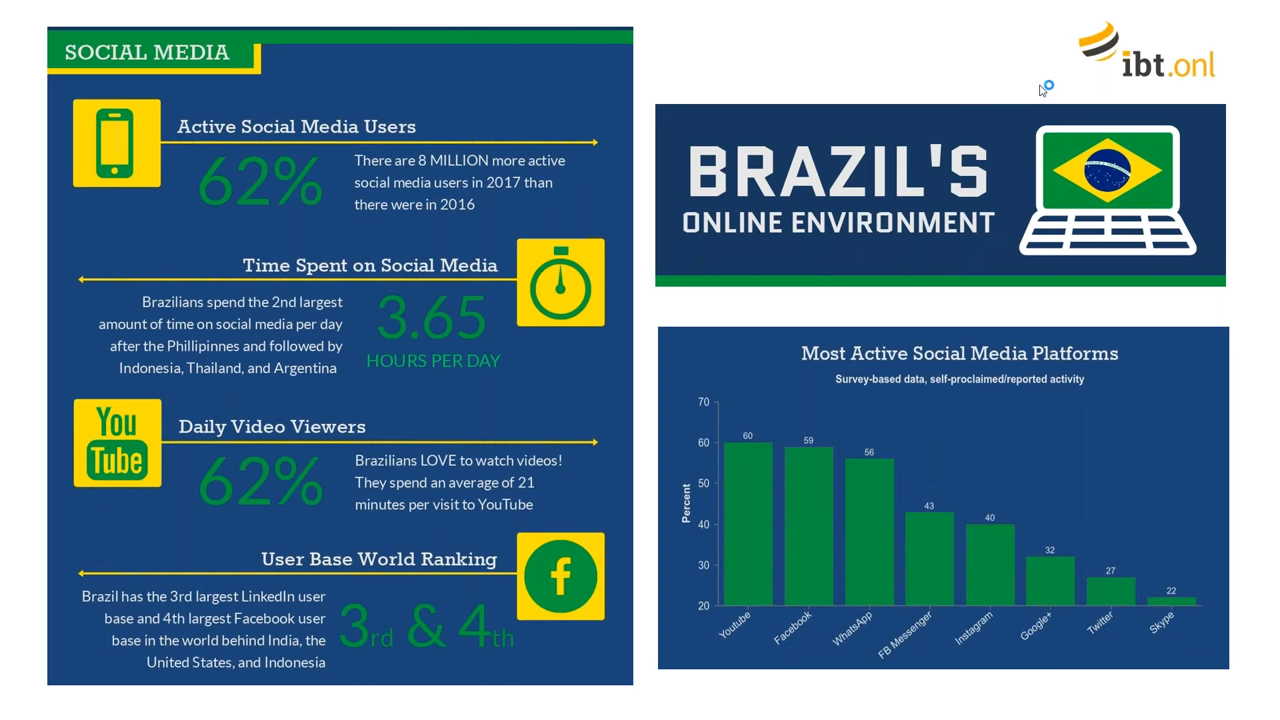 SOCIAL MEDIA
Active Social Media Users
62%
There are 8 MILLION more active
social media users in 2017 than
there were in 2016
Time Spent on Social Media
Brazilians spend the 2nd largest
amount of time on social media per day
after the Phillipinnes and followed by
Indonesia, Thailand, and Argentina
3.65
HOURS PER DAY
You
Tube
Daily Video Viewers
62%
Brazilians LOVE to watch videos!
They spend an average of 21
minutes per visit to YouTube
User Base World Ranking
f
Brazil has the 3rd largest LinkedIn user
base and 4th largest Facebook user
base in the world behind India, the
United States, and Indonesia
3rd & 4th
ibt.onl
BRAZIL'S
ONLINE ENVIRONMENT
Most Active Social Media Platforms
Survey-based data, self-proclaimed/reported activity
Percent
70
60
50
40
30
20
60
59
56
43
40
32
27
22
Youtube
Facebook
WhatsApp
FB Messenger
Instagram
Google+
Twitter
Skype